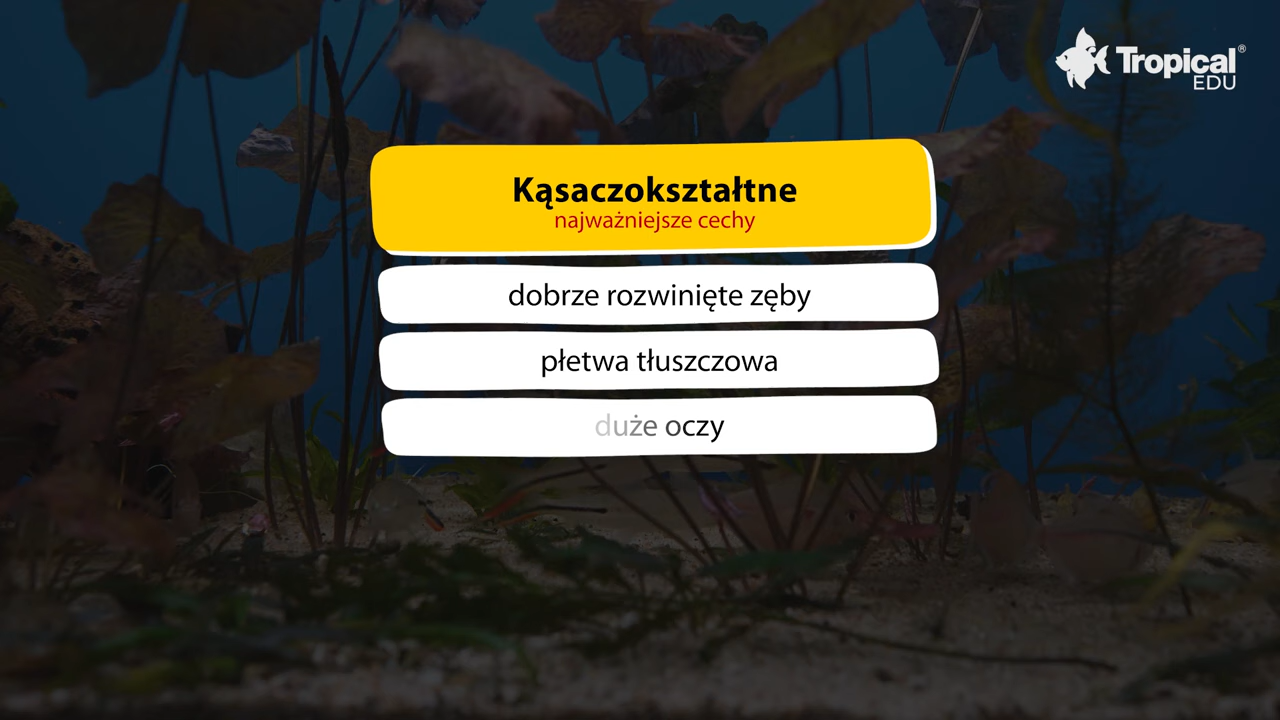 Tropical®
EDU
Kąsaczokształtne
najważniejsze cechy
dobrze rozwinięte zęby
płetwa tłuszczowa
duże oczy